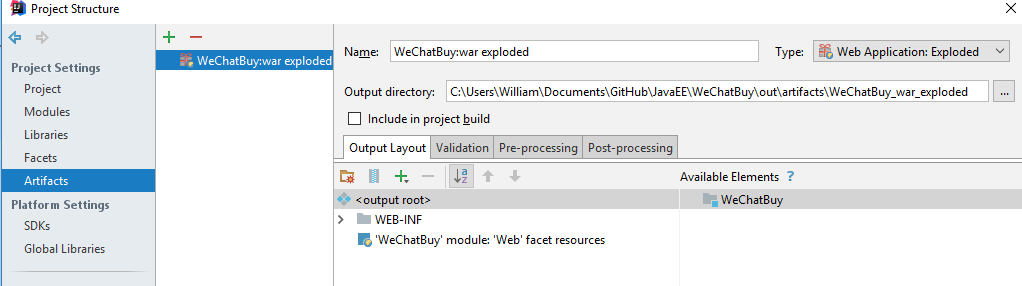 Project Structure
Project Settings
Project
Modules
Libraries
Facets
Artifacts
Platform Settings
SDKs
Global Libraries
WeChatBuy:war exploded
Name: WeChatBuy:war exploded Type: Web Application: Exploded
Output directory: C:\Users\William\Documents\GitHub\JavaEE\WeChatBuy\out\artifacts\WeChatBuy_war_exploded ...
Include in project build
Output Layout Validation Pre-processing Post-processing
Available Elements ?
<output root> WeChatBuy
WEB-INF
'WeChatBuy' module: 'Web' facet resources